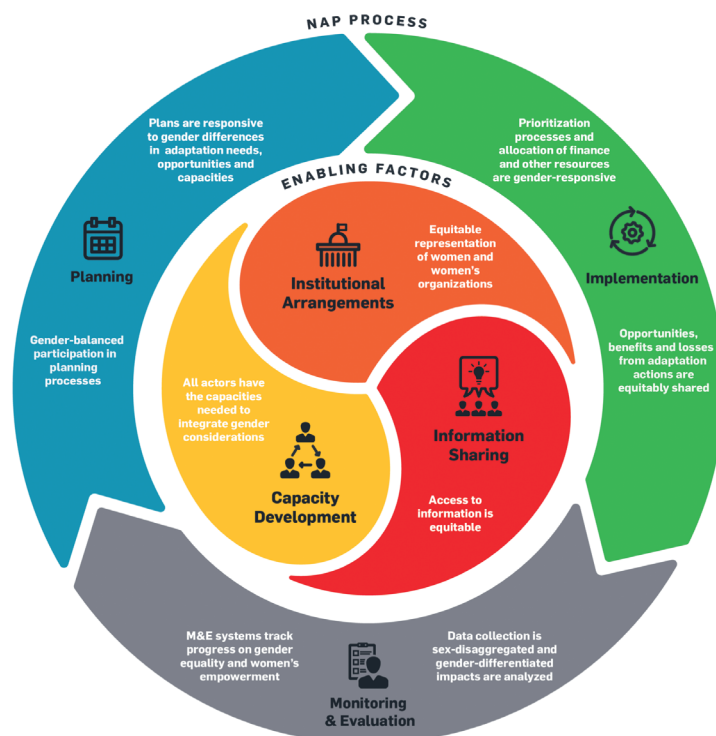 NAP PROCESS
Plans are responsive
to gender differences
in adaptation needs,
opportunities and
capacities
Planning
Gender-balanced
participation in
planning
processes
Prioritization
processes and
allocation of finance
and other resources
are gender-responsive
Implementation
Opportunities,
benefits and losses
from adaptation
actions are
equitably shared
M&E systems track
progress on gender
equality and women's
empowerment
Monitoring
& Evaluation
Data collection is
sex-disaggregated and
gender-differentiated
impacts are analyzed
ENABLING FACTORS
Institutional
Arrangements
Equitable
representation
of women and
women's
organizations
All actors have
the capacities
needed to
integrate gender
considerations
Capacity
Development
Information
Sharing
Access to
information is
equitable